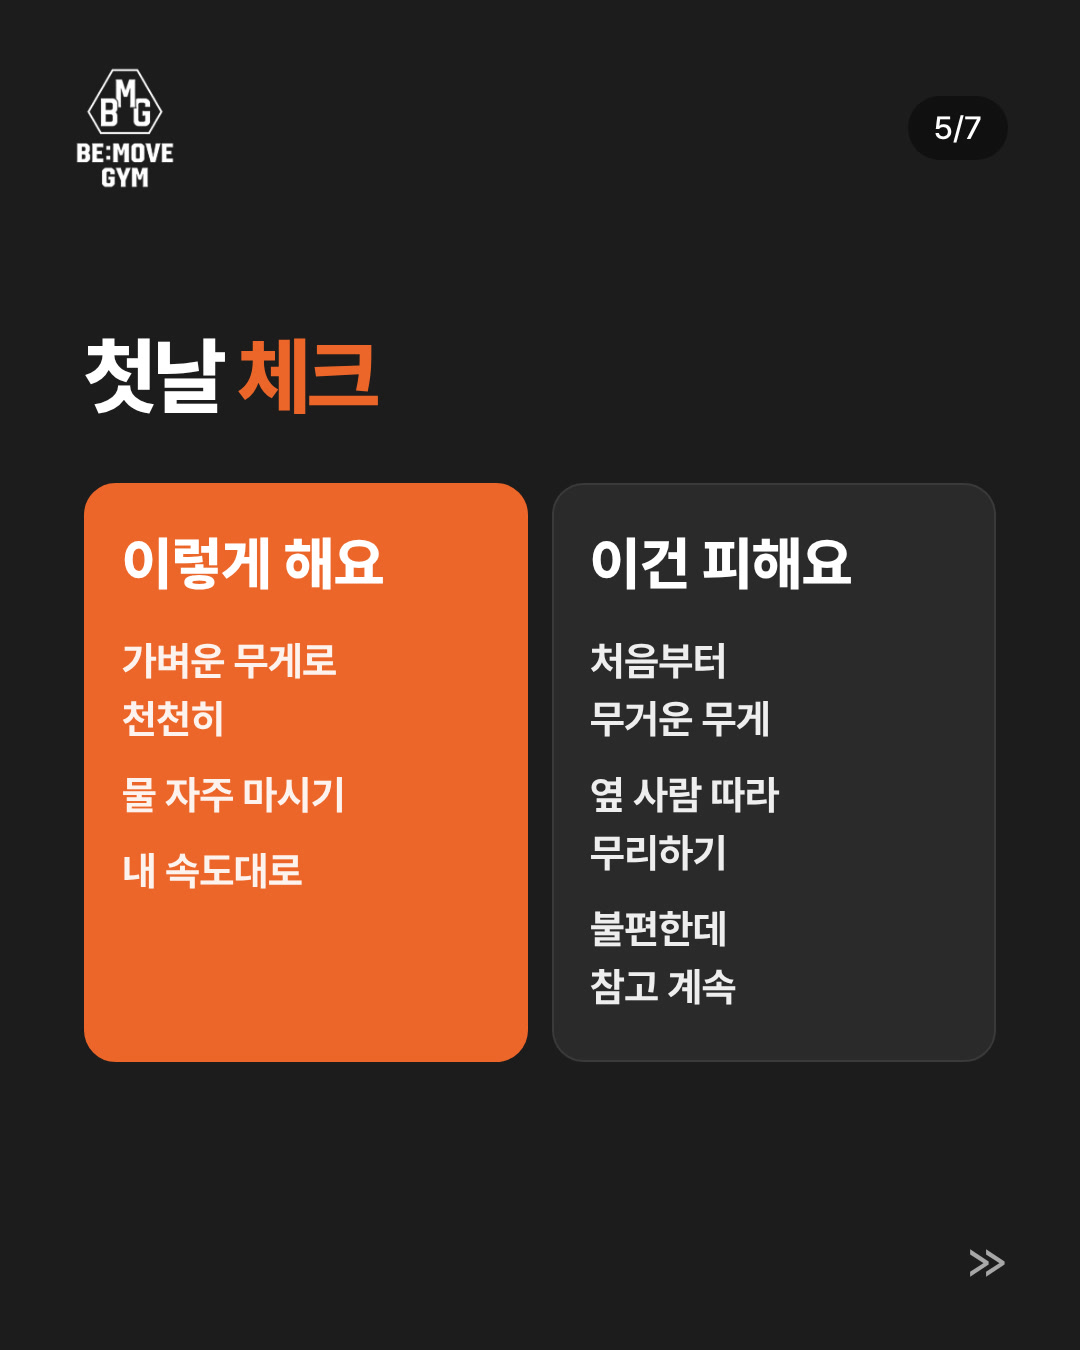 BMG
BE:MOVE
GYM
5/7
첫날 체크
이렇게 해요
가벼운 무게로
천천히
물 자주 마시기
내 속도대로
이건 피해요
처음부터
무거운 무게
옆 사람 따라
무리하기
불편한데
참고 계속